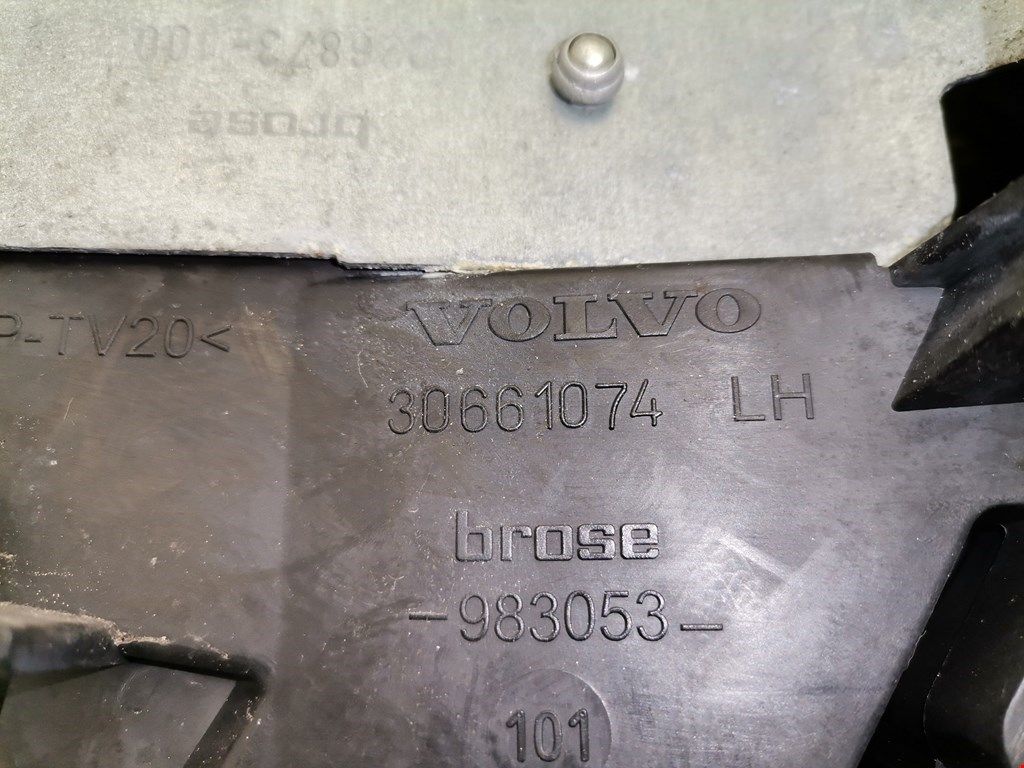 brose
P-TV20<
VOLVO
30661074 LH
brose
-983053-
101